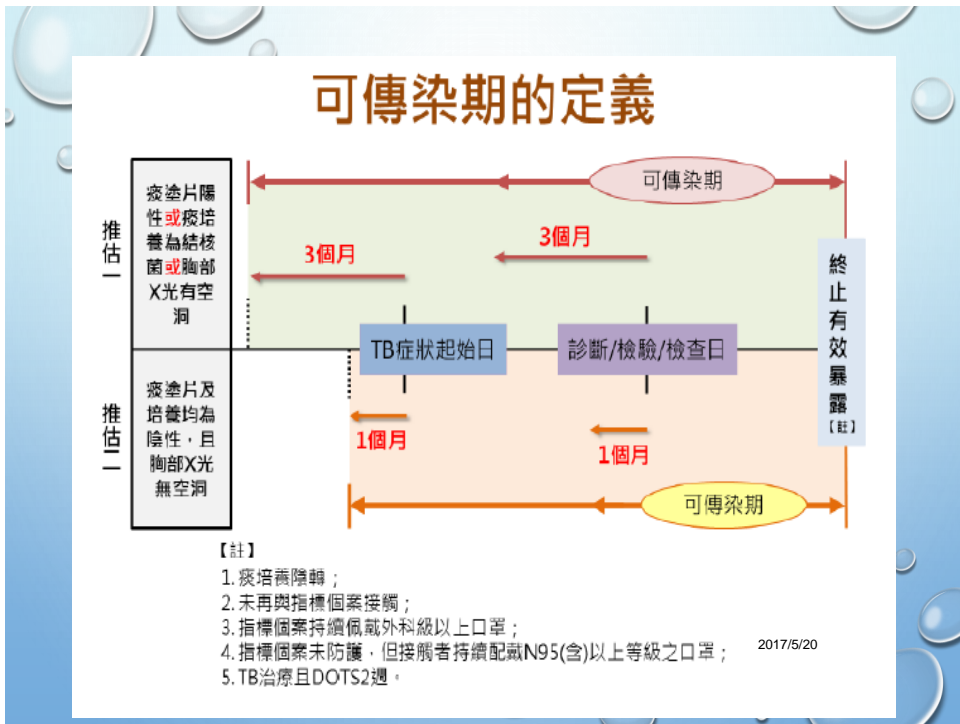 可傳染期的定義
推估一
痰塗片陽
性或痰培
養為結核
菌或胸部
X光有空
洞
可傳染期
3個月
3個月
TB症狀起始日
診斷/檢驗/檢查日
終止有效暴露
【註】
推估二
痰塗片及
培養均為
陰性，且
胸部X光
無空洞
1個月
1個月
可傳染期
【註】
1.痰培養陰轉；
2.未再與指標個案接觸；
3.指標個案持續佩戴外科級以上口罩；
4.指標個案未防護，但接觸者持續配戴N95(含)以上等級之口罩；
5.TB治療且DOTS2週。
2017/5/20